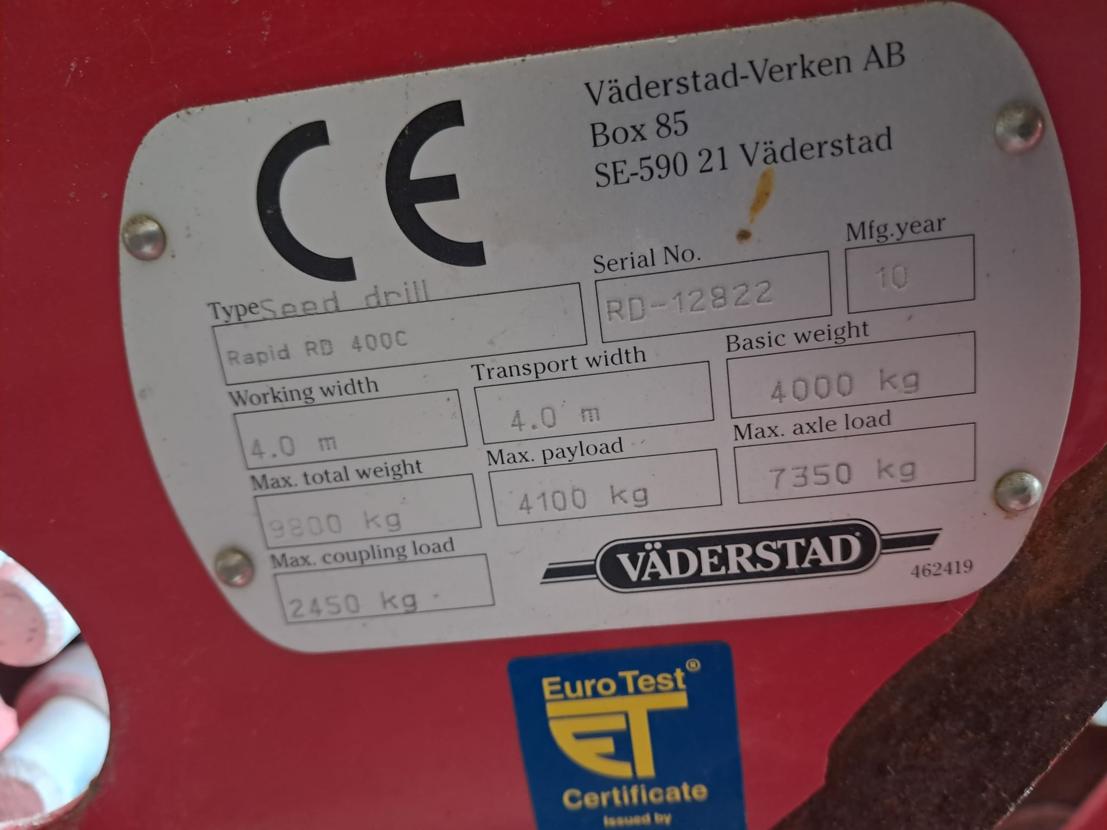 CE
Väderstad-Verken AB
Box 85
SE-590 21 Väderstad
Type Seed drill
Rapid RD 400C
Serial No.
RD-12822
Mfg.year
10
Working width
4.0 m
Transport width
4.0 m
Basic weight
4000 kg
Max. total weight
9800 kg
Max. payload
4100 kg
Max. axle load
7350 kg
Max. coupling load
2450 kg
VÄDERSTAD
462419
Euro Test®
ET
Certificate
Issued by